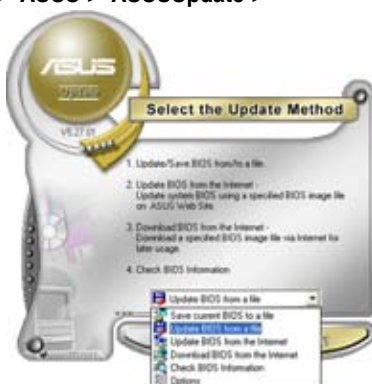 ASUS
Update
V5.27.01
Select the Update Method
1. Update/Save BIOS from/to a file.
2. Update BIOS from the Internet -
Update system BIOS using a specified BIOS image file
on ASUS Web Site.
3. Download BIOS from the Internet -
Download a specified BIOS image file via Internet for
later usage.
4. Check BIOS Information
Update BIOS from a file
Save current BIOS to a file
Update BIOS from a file
Update BIOS from the Internet
Download BIOS from the Internet
Check BIOS Information
Options